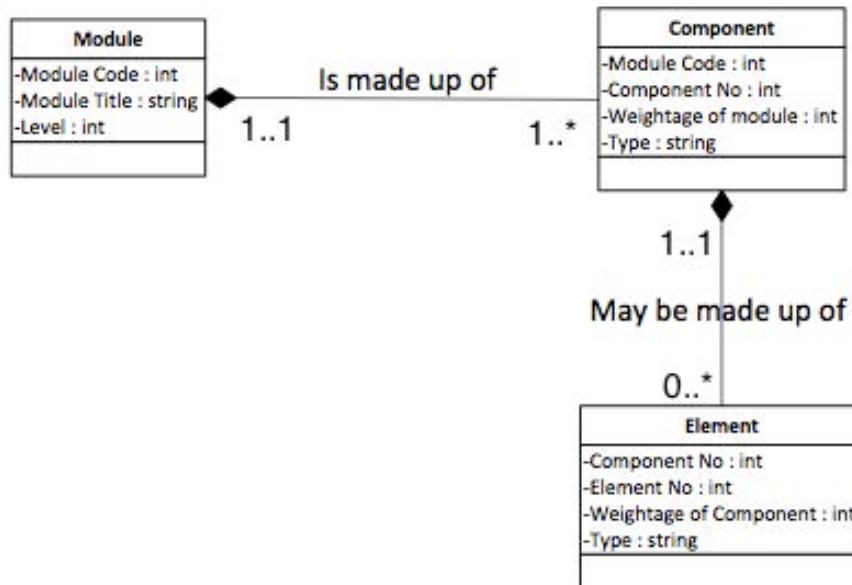 Module
-Module Code : int
-Module Title : string
-Level : int
Is made up of
1..1
1..*
Component
-Module Code : int
-Component No : int
-Weightage of module : int
-Type : string
1..1
May be made up of
0..*
Element
-Component No : int
-Element No : int
-Weightage of Component : int
-Type : string